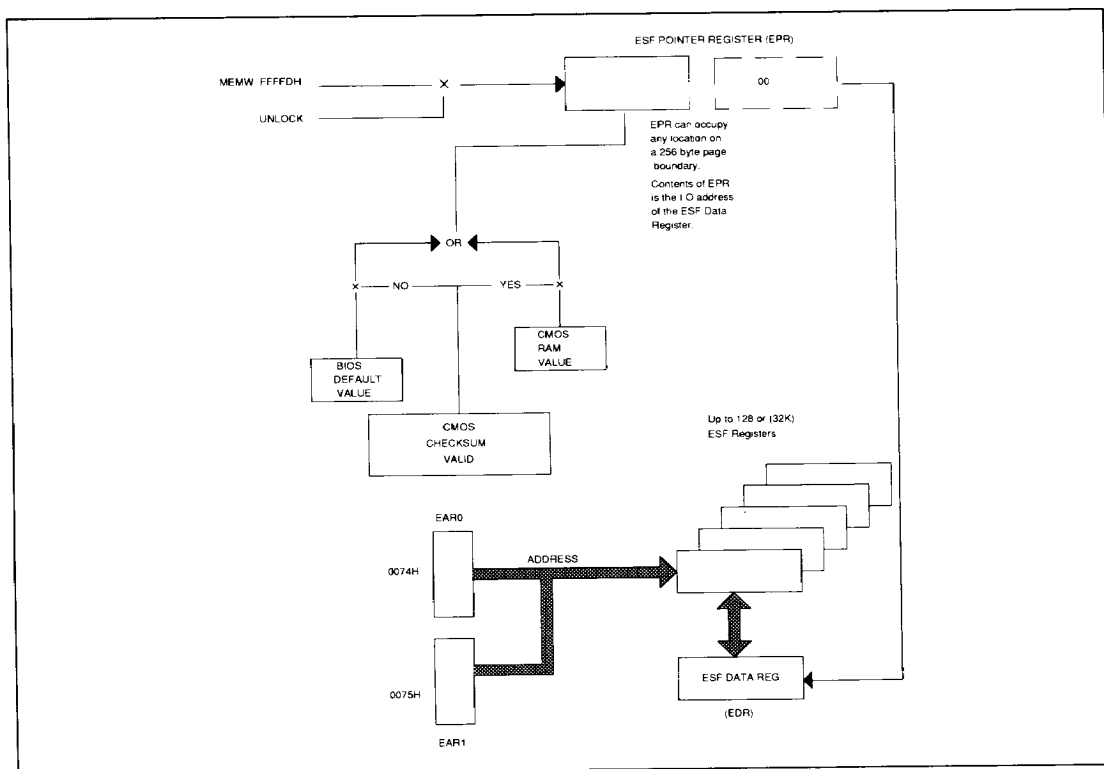 ESF POINTER REGISTER (EPR)
MEMW FFFFDH
X
00
UNLOCK
EPR can occupy
any location on
a 256 byte page
boundary.
Contents of EPR
is the I O address
of the ESF Data
Register.
OR
X
NO
YES
X
BIOS
DEFAULT
VALUE
CMOS
RAM
VALUE
CMOS
CHECKSUM
VALID
Up to 128 or (32K)
ESF Registers
EAR0
0074H
ADDRESS
0075H
EAR1
ESF DATA REG
(EDR)